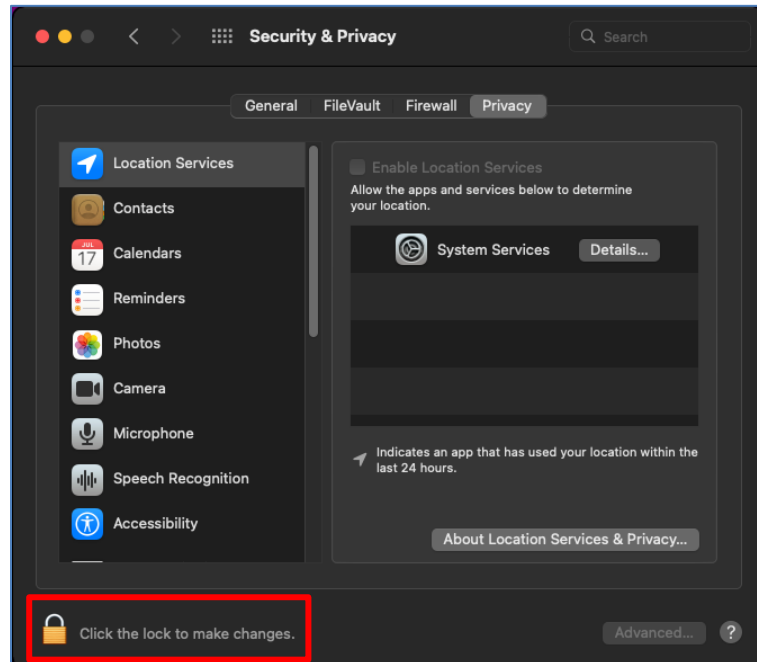 Security & Privacy
Search
General FileVault Firewall Privacy
Location Services
Contacts
JUL
17
Calendars
Reminders
Photos
Camera
Microphone
Speech Recognition
Accessibility
Enable Location Services
Allow the apps and services below to determine
your location.
System Services Details...
Indicates an app that has used your location within the
last 24 hours.
About Location Services & Privacy...
Click the lock to make changes.
Advanced... ?